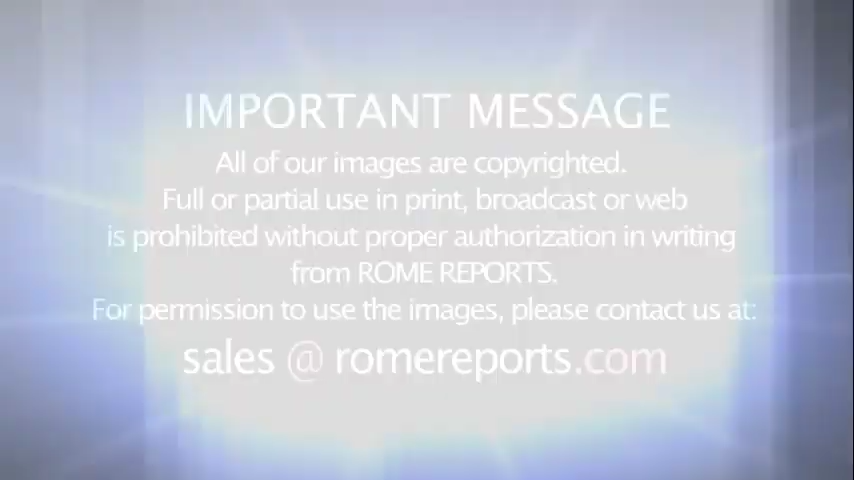 IMPORTANT MESSAGE
All of our images are copyrighted.
Full or partial use in print, broadcast or web
is prohibited without proper authorization in writing
from ROME REPORTS.
For permission to use the images, please contact us at:
sales @ romereports.com